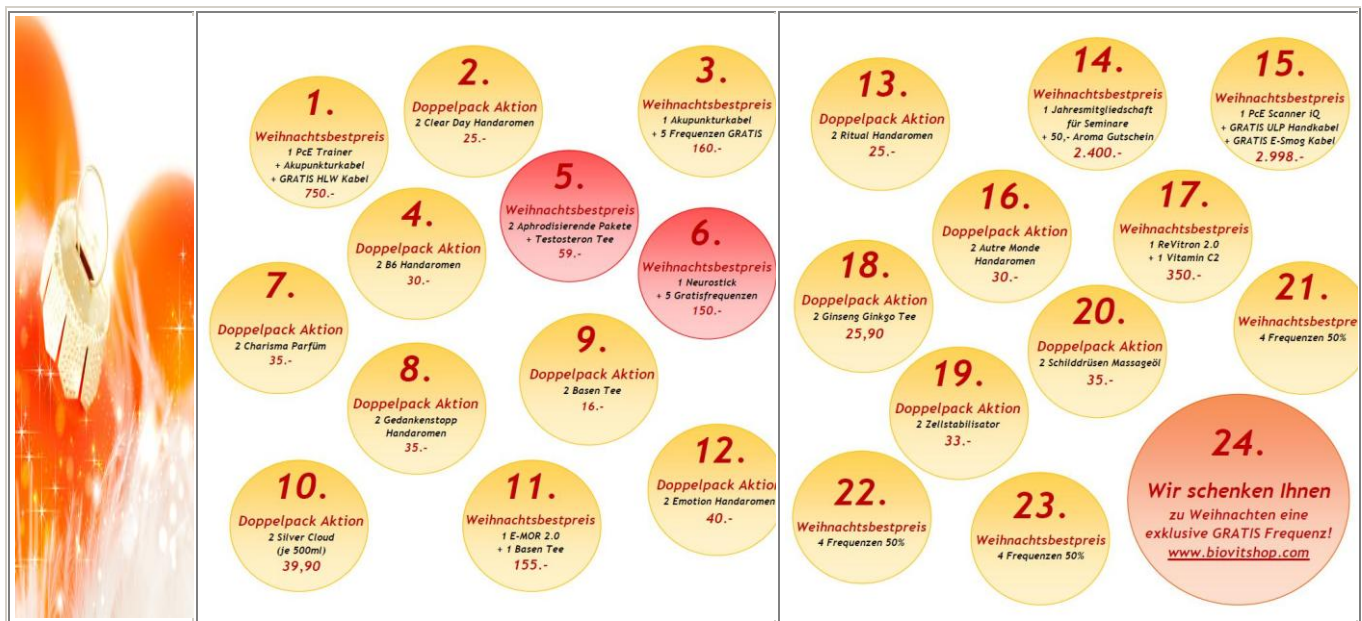 1.
Weihnachtsbestpreis
1 PcE Trainer
+ Akupunkturkabel
+ GRATIS HLW Kabel
750.-
2.
Doppelpack Aktion
2 Clear Day Handaromen
25.-
3.
Weihnachtsbestpreis
1 Akupunkturkabel
+ 5 Frequenzen GRATIS
160.-
4.
Doppelpack Aktion
2 B6 Handaromen
30.-
5.
Weihnachtsbestpreis
2 Aphrodisierende Pakete
+ Testosteron Tee
59.-
6.
Weihnachtsbestpreis
1 Neurostick
+ 5 Gratisfrequenzen
150.-
7.
Doppelpack Aktion
2 Charisma Parfüm
35.-
8.
Doppelpack Aktion
2 Gedankenstopp
Handaromen
35.-
9.
Doppelpack Aktion
2 Basen Tee
16.-
10.
Doppelpack Aktion
2 Silver Cloud
(je 500ml)
39,90
11.
Weihnachtsbestpreis
1 E-MOR 2.0
+ 1 Basen Tee
155.-
12.
Doppelpack Aktion
2 Emotion Handaromen
40.-
13.
Doppelpack Aktion
2 Ritual Handaromen
25.-
14.
Weihnachtsbestpreis
1 Jahresmitgliedschaft
für Seminare
+ 50,- Aroma Gutschein
2.400.-
15.
Weihnachtsbestpreis
1 PcE Scanner iQ
+ GRATIS ULP Handkabel
+ GRATIS E-Smog Kabel
2.998.-
16.
Doppelpack Aktion
2 Autre Monde
Handaromen
30.-
17.
Weihnachtsbestpreis
1 ReVitron 2.0
+ 1 Vitamin C2
350.-
18.
Doppelpack Aktion
2 Ginseng Ginkgo Tee
25,90
19.
Doppelpack Aktion
2 Zellstabilisator
33.-
20.
Doppelpack Aktion
2 Schilddrüsen Massageöl
35.-
21.
Weihnachtsbestpre
4 Frequenzen 50%
22.
Weihnachtsbestpreis
4 Frequenzen 50%
23.
Weihnachtsbestpreis
4 Frequenzen 50%
24.
Wir schenken Ihnen
zu Weihnachten eine
exklusive GRATIS Frequenz!
www.biovitshop.com